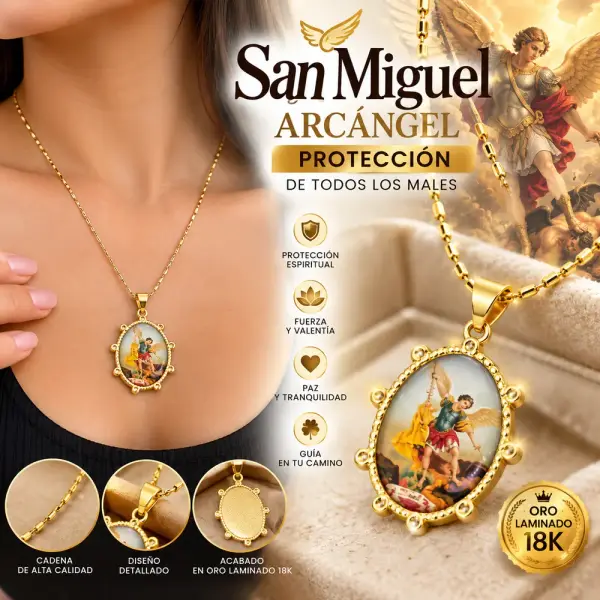 San Miguel
ARCÁNGEL
PROTECCIÓN
DE TODOS LOS MALES
PROTECCIÓN
ESPIRITUAL
FUERZA
Y VALENTÍA
PAZ
Y TRANQUILIDAD
GUÍA
EN TU CAMINO
CADENA
DE ALTA CALIDAD
DISEÑO
DETALLADO
ACABADO
EN ORO LAMINADO 18K
ORO
LAMINADO
18K